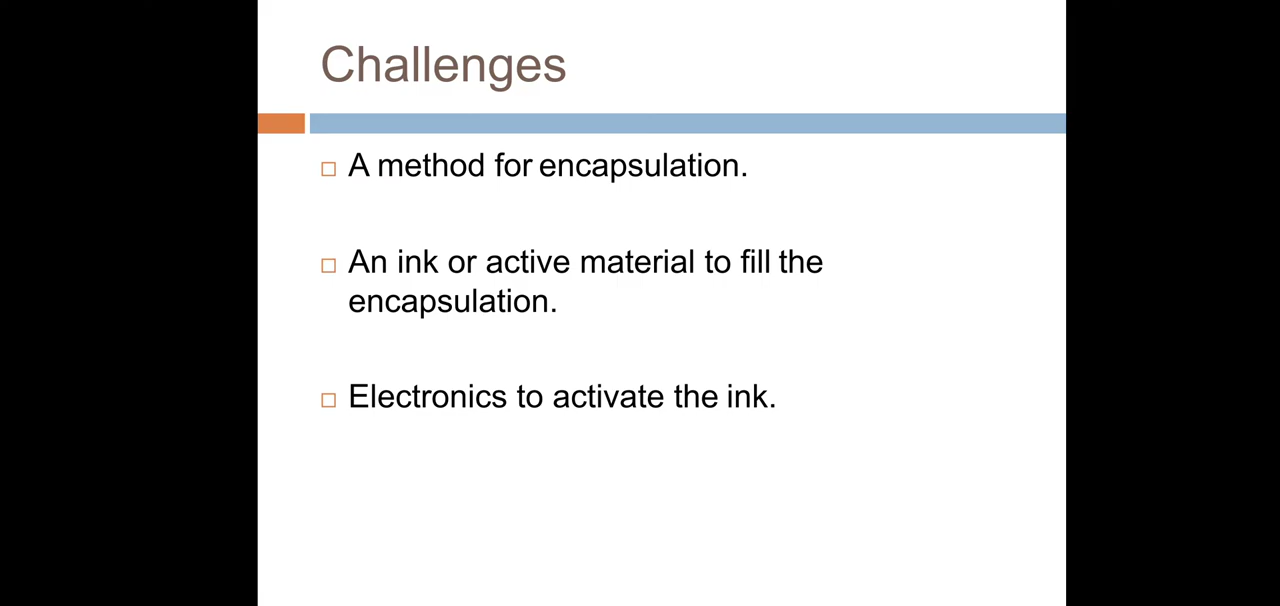 Challenges
A method for encapsulation.
An ink or active material to fill the
encapsulation.
Electronics to activate the ink.